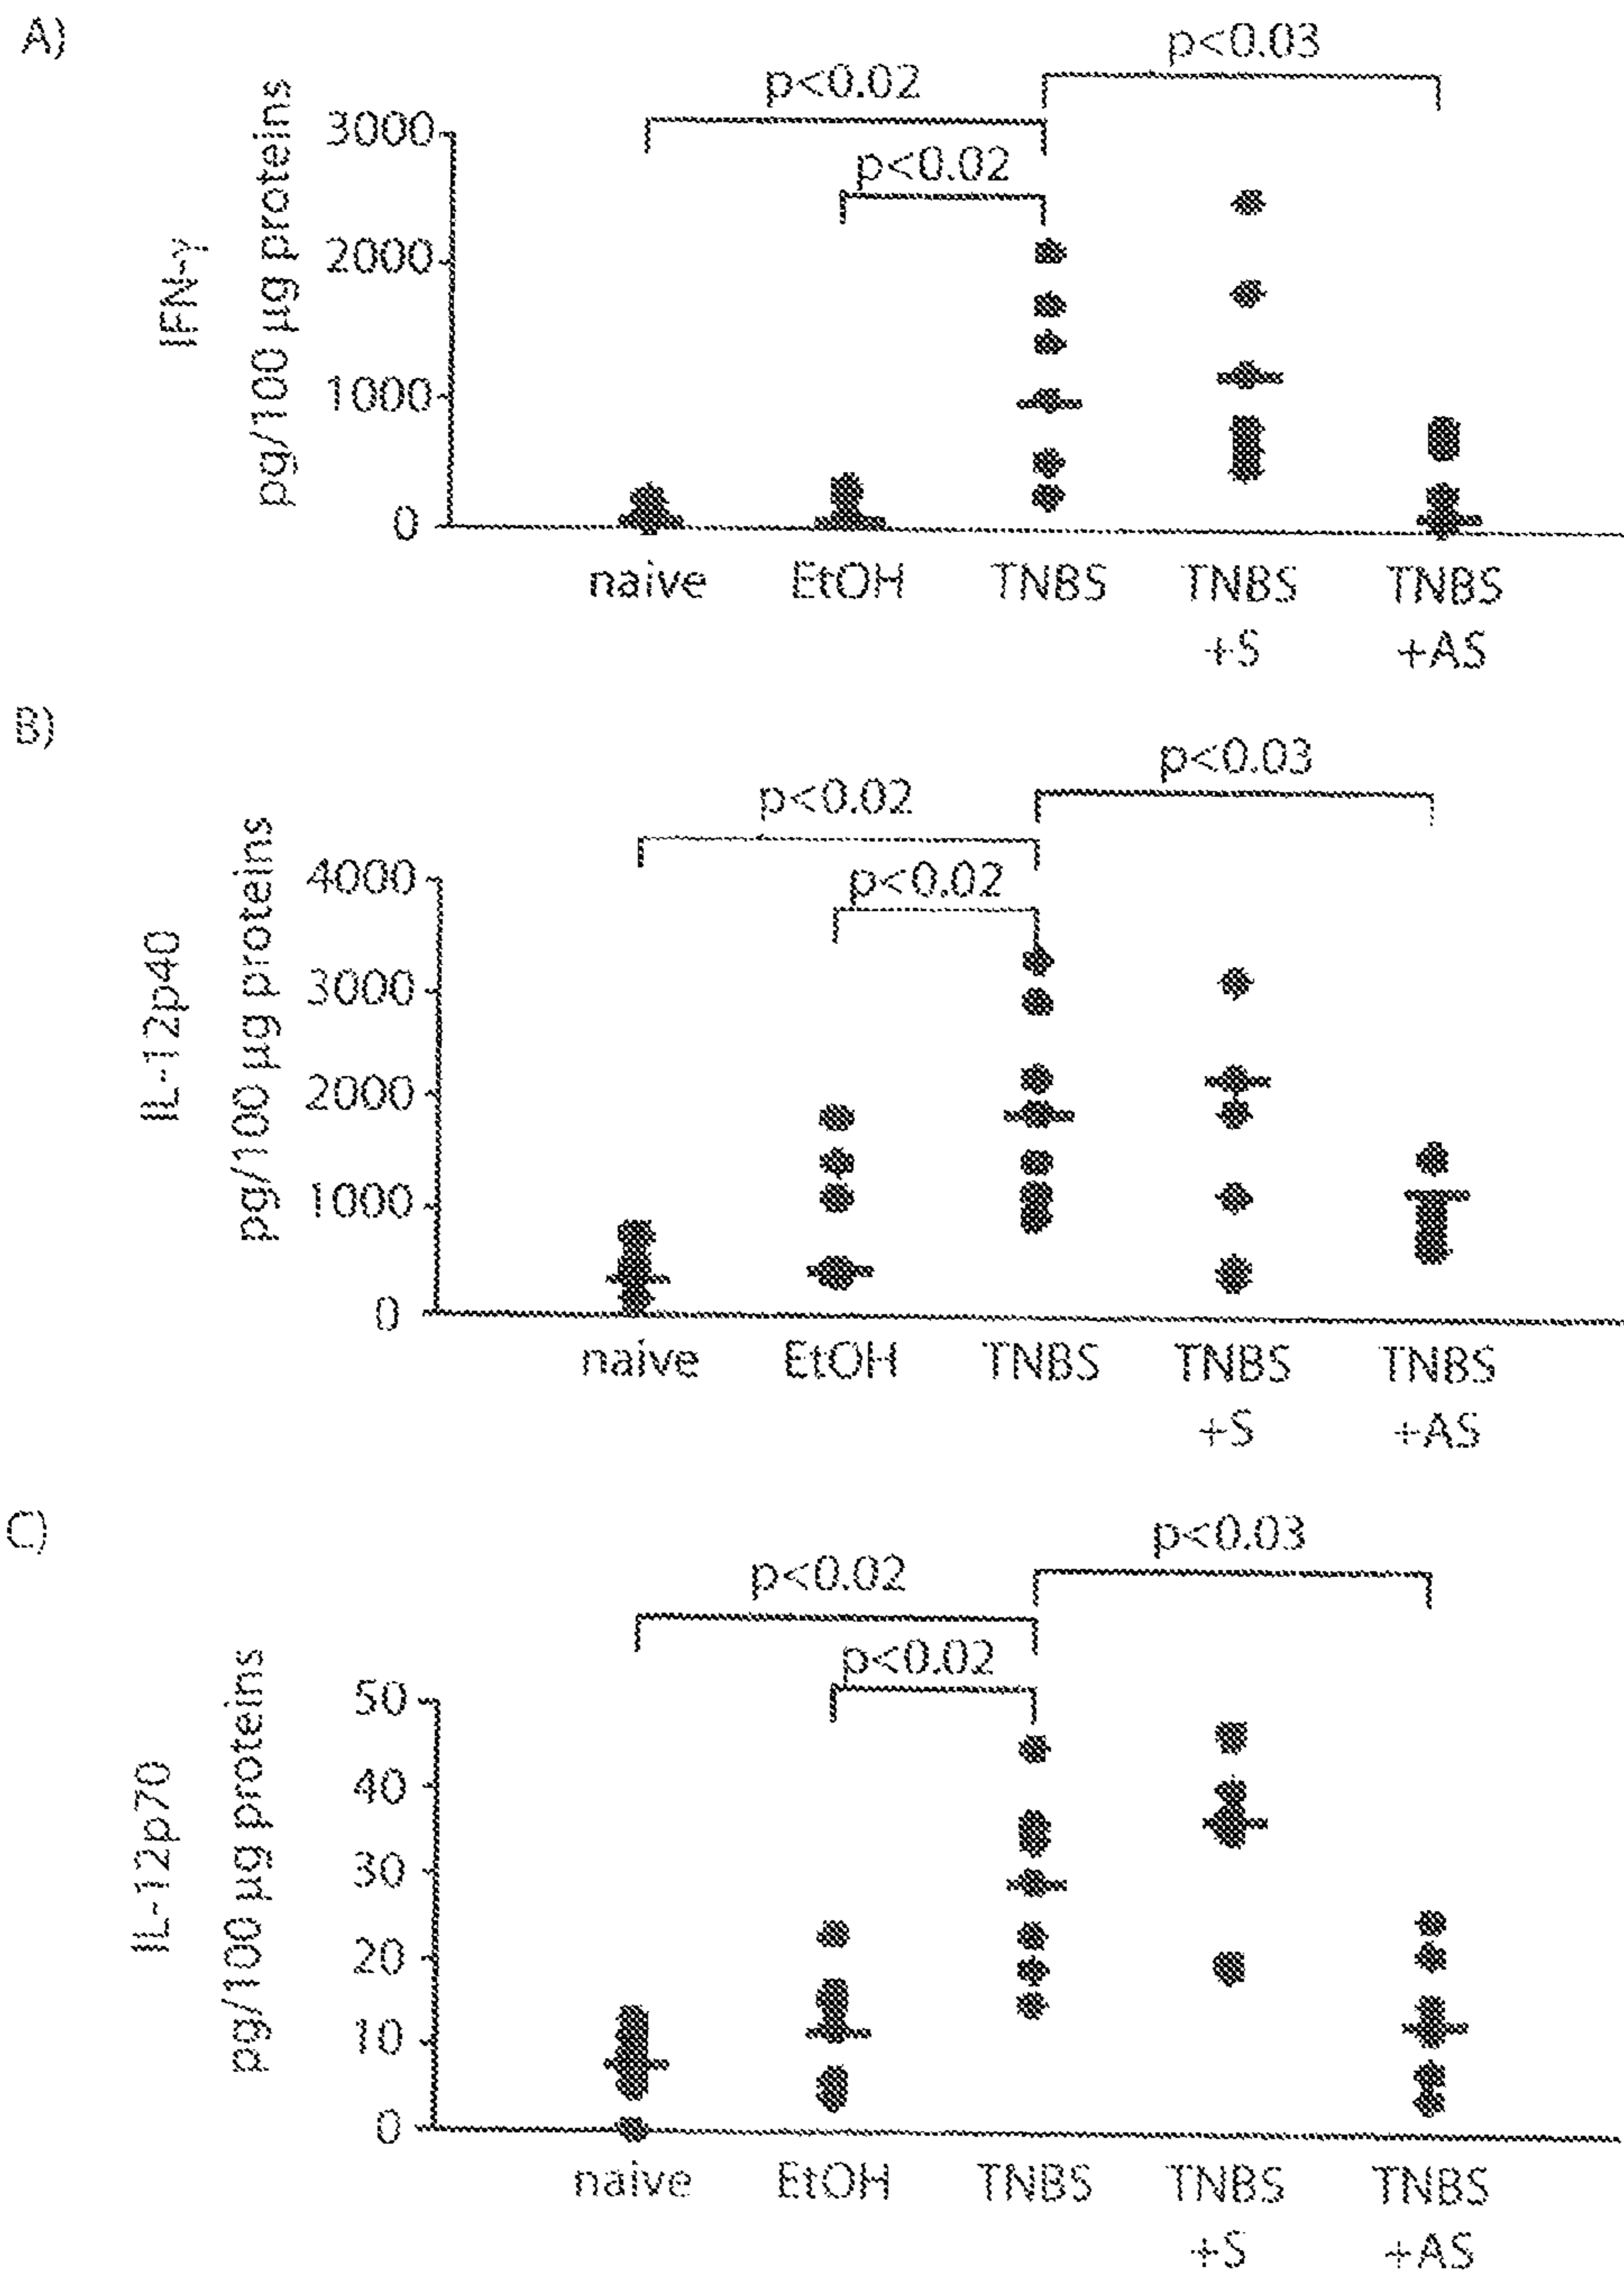 A)
p<0.03
p<0.02
p<0.02
IFN-γ
pg/100 µg proteins
3000
2000
1000
0
naive EtOH TNBS TNBS TNBS
+S +AS
B)
p<0.03
p<0.02
p<0.02
IL-12p40
pg/100 µg proteins
4000
3000
2000
1000
0
naive EtOH TNBS TNBS TNBS
+S +AS
C)
p<0.03
p<0.02
p<0.02
IL-12p70
pg/100 µg proteins
50
40
30
20
10
0
naive EtOH TNBS TNBS TNBS
+S +AS